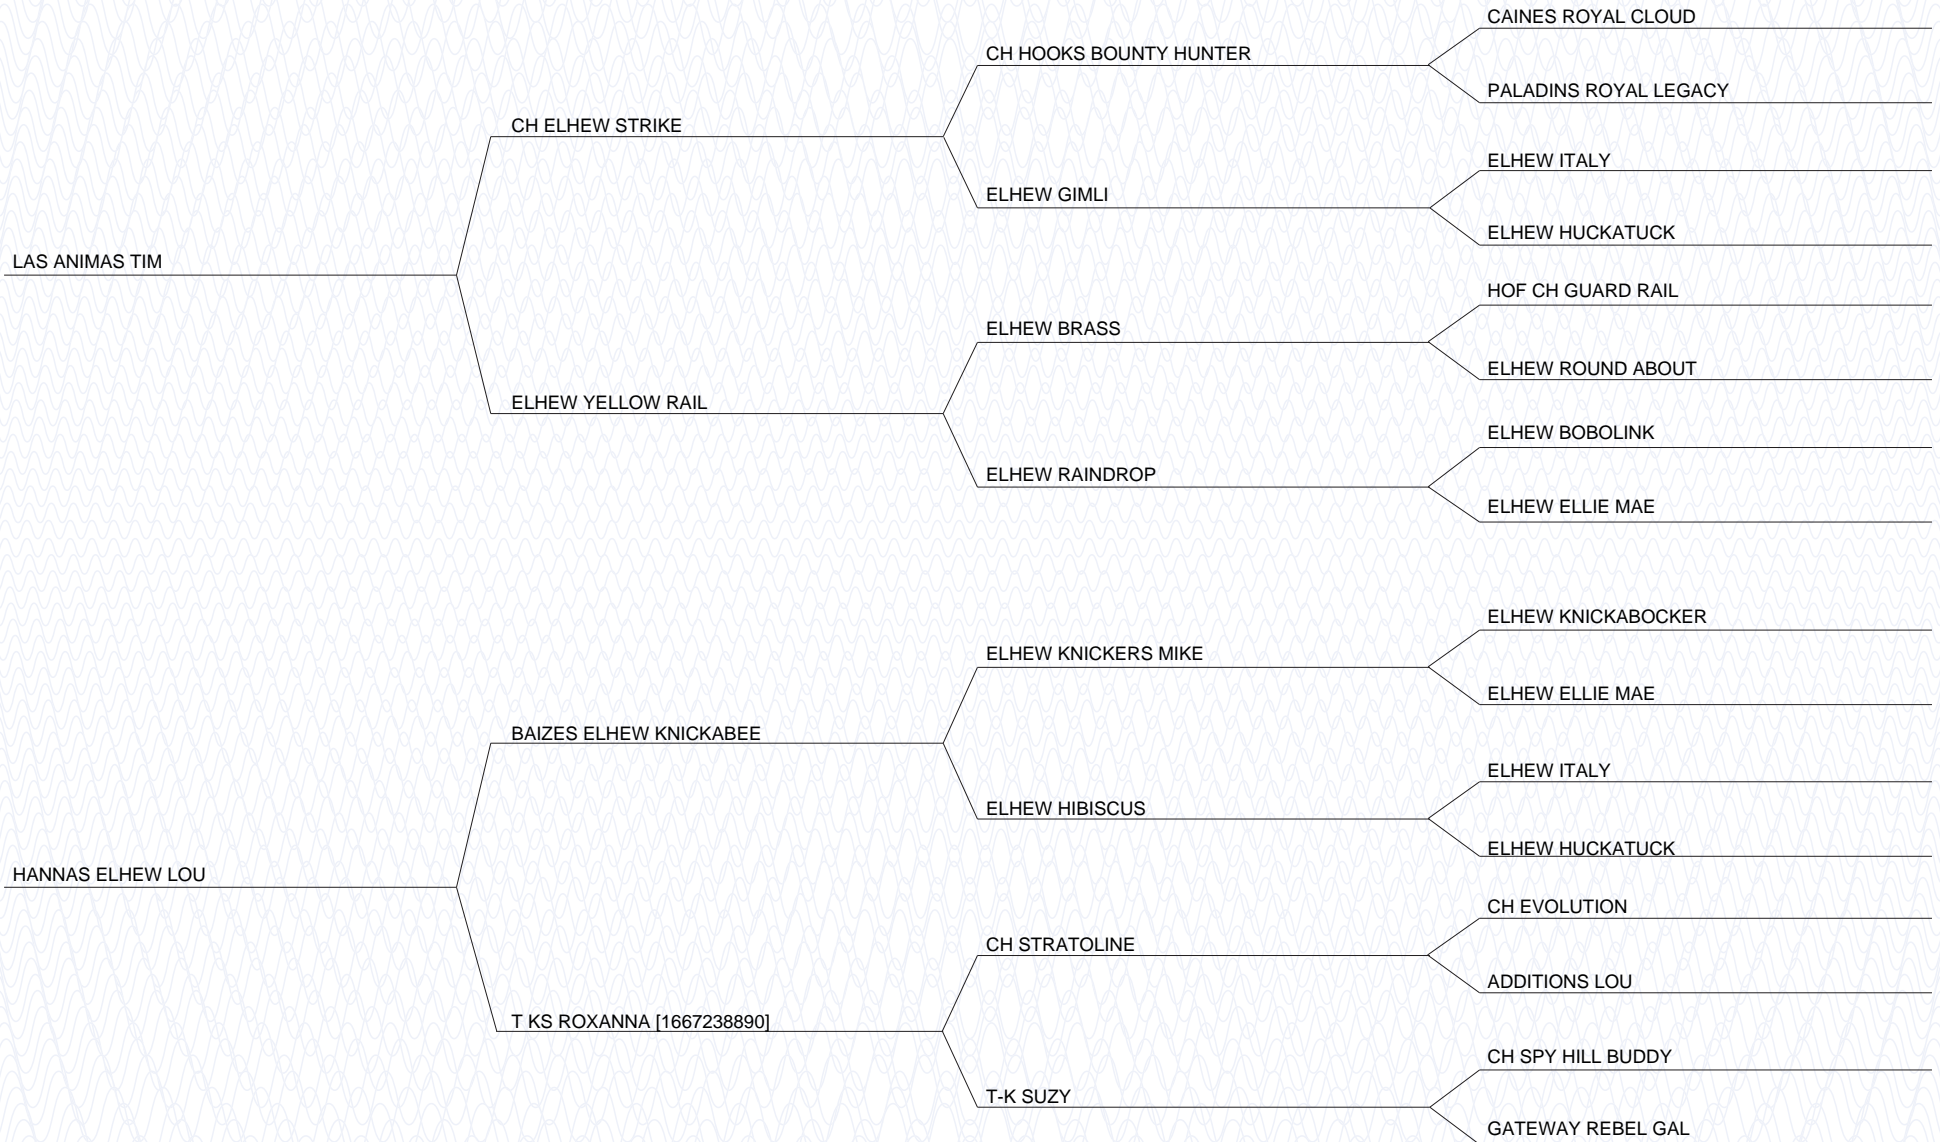 CAINES ROYAL CLOUD
CH HOOKS BOUNTY HUNTER
PALADINS ROYAL LEGACY
CH ELHEW STRIKE
ELHEW ITALY
ELHEW GIMLI
ELHEW HUCKATUCK
LAS ANIMAS TIM
HOF CH GUARD RAIL
ELHEW BRASS
ELHEW ROUND ABOUT
ELHEW YELLOW RAIL
ELHEW BOBOLINK
ELHEW RAINDROP
ELHEW ELLIE MAE
ELHEW KNICKABOCKER
ELHEW KNICKERS MIKE
ELHEW ELLIE MAE
BAIZES ELHEW KNICKABEE
ELHEW ITALY
ELHEW HIBISCUS
ELHEW HUCKATUCK
HANNAS ELHEW LOU
CH EVOLUTION
CH STRATOLINE
ADDITIONS LOU
T KS ROXANNA [1667238890]
CH SPY HILL BUDDY
T-K SUZY
GATEWAY REBEL GAL